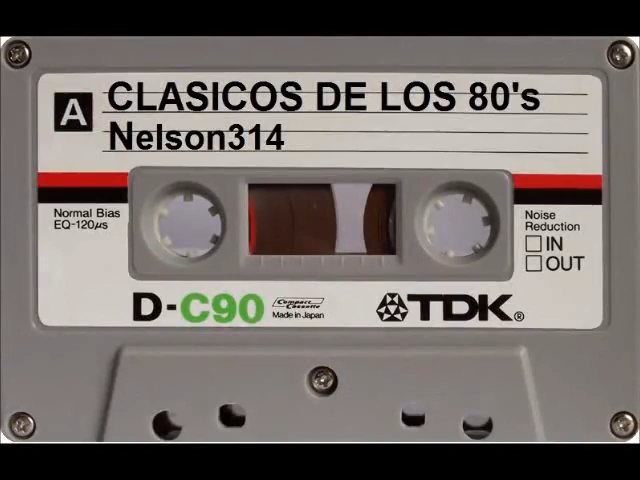 A
CLASICOS DE LOS 80's
Nelson314
Normal Bias
EQ-120µs
Noise
Reduction
IN
OUT
D-C90
Compact
Cassette
Made in Japan
TDK®